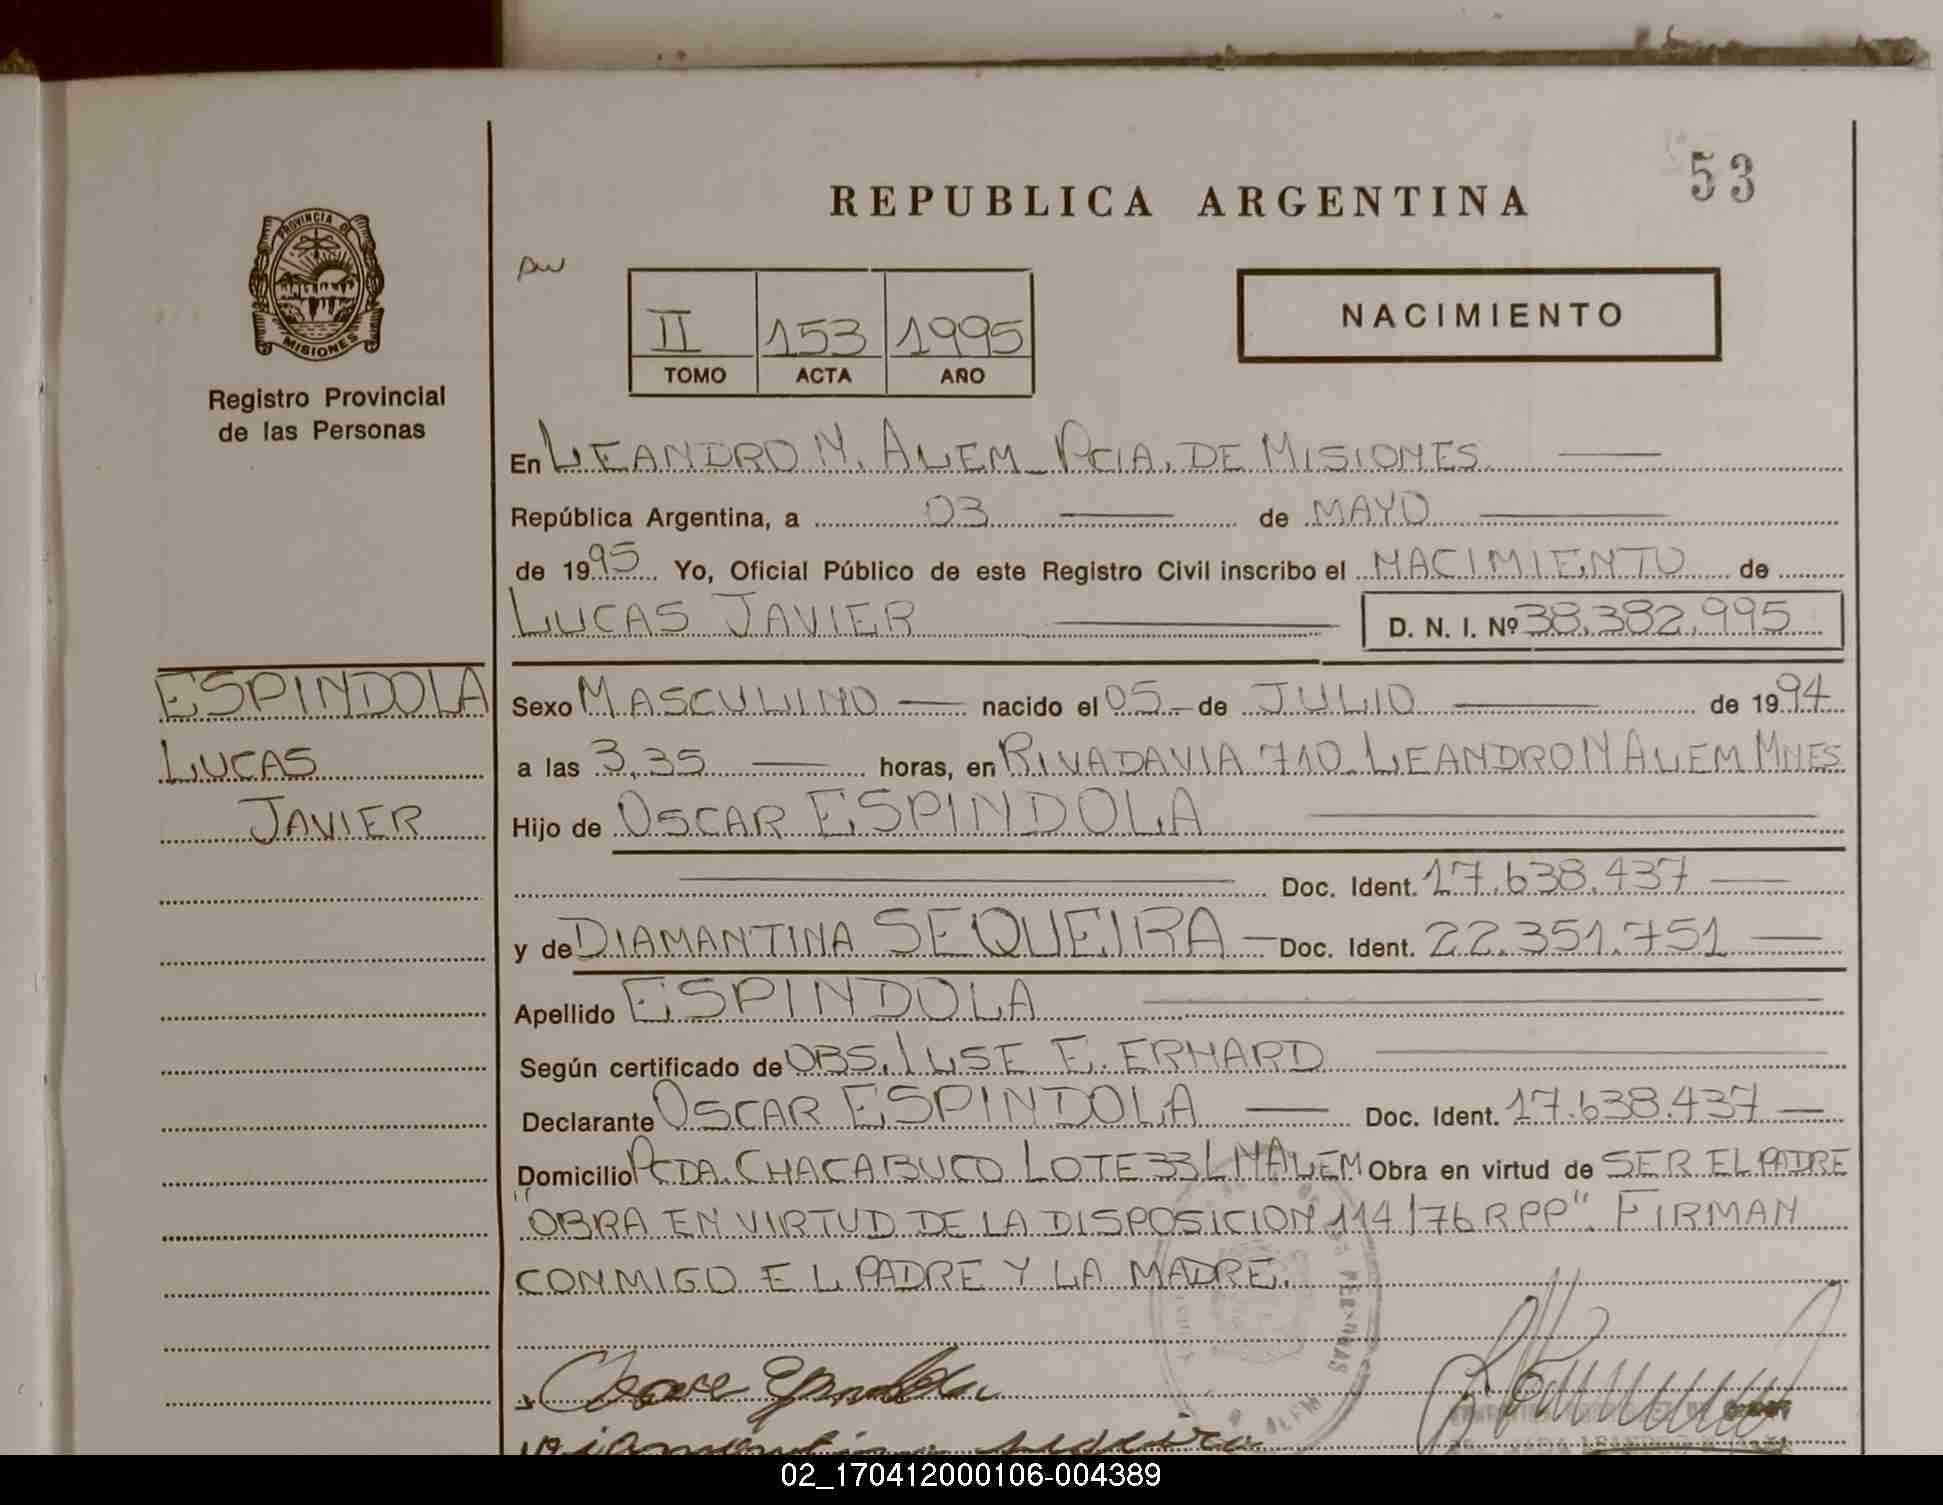 53
REPUBLICA ARGENTINA
PROVINCIA DE
MISIONES
Registro Provincial
de las Personas
II 153 1995
TOMO ACTA AÑO
NACIMIENTO
En LEANDRO N. ALEM_ PCIA. DE MISIONES
República Argentina, a 03 de MAYO
de 1995 Yo, Oficial Público de este Registro Civil inscribo el NACIMIENTO de
LUCAS JAVIER D. N. I. Nº 38.382.995
ESPINDOLA
LUCAS
JAVIER
Sexo MASCULINO nacido el 05 de JULIO de 1994
a las 3,35 horas, en RIVADAVIA 710 LEANDRO N ALEM MNES
Hijo de OSCAR ESPINDOLA
Doc. Ident. 17.638.437
y de DIAMANTINA SEQUEIRA Doc. Ident. 22.351.751
Apellido ESPINDOLA
Según certificado de OBS. ILSE E. ERHARD
Declarante OSCAR ESPINDOLA Doc. Ident. 17.638.437
Domicilio PCDA. CHACABUCO LOTE 33 L N ALEM Obra en virtud de SER EL PADRE
"OBRA EN VIRTUD DE LA DISPOSICION 114/76 RPP". FIRMAN
CONMIGO EL PADRE Y LA MADRE.
02_170412000106-004389